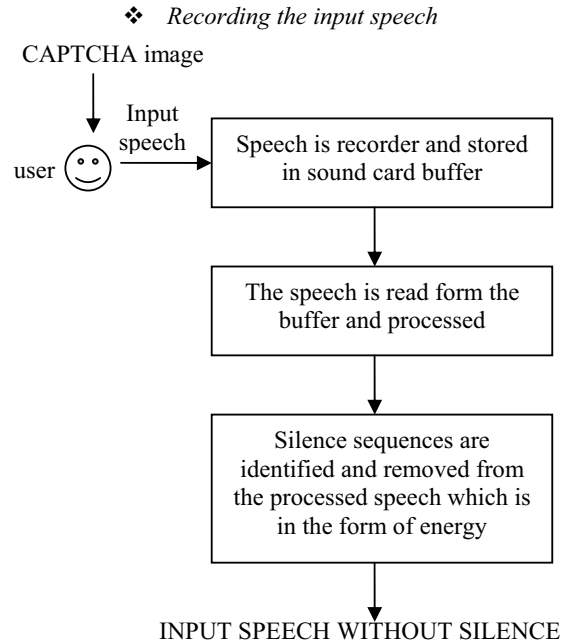 ❖ Recording the input speech
CAPTCHA image
Input
speech
user
Speech is recorder and stored
in sound card buffer
The speech is read form the
buffer and processed
Silence sequences are
identified and removed from
the processed speech which is
in the form of energy
INPUT SPEECH WITHOUT SILENCE